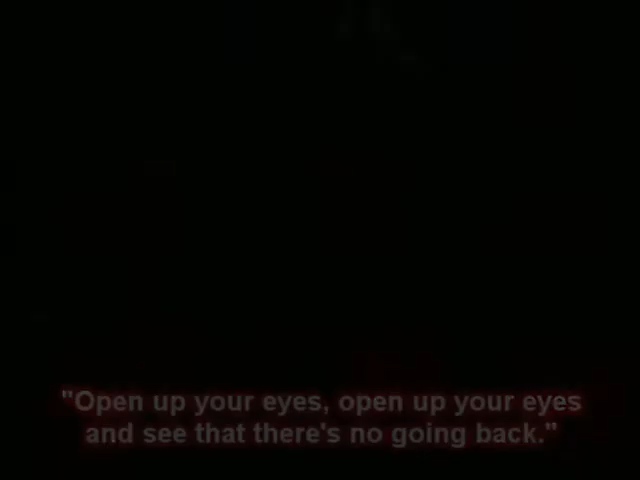 "Open up your eyes, open up your eyes
and see that there's no going back."